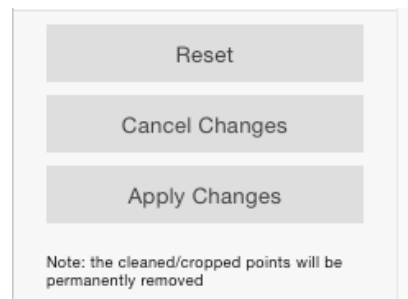 Reset
Cancel Changes
Apply Changes
Note: the cleaned/cropped points will be
permanently removed